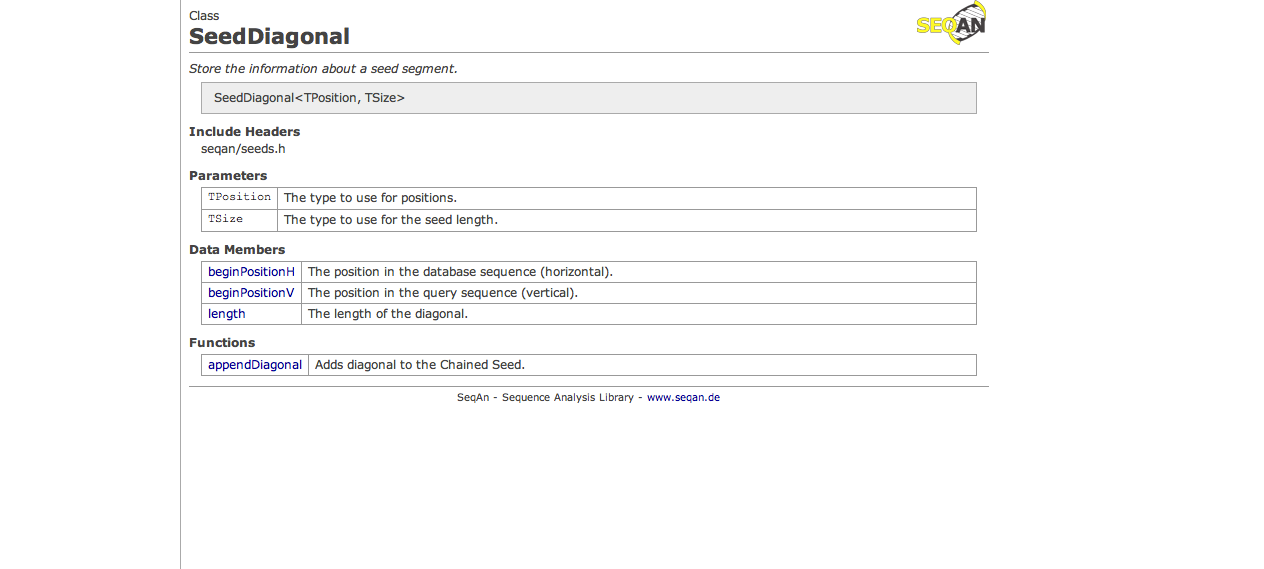 Class
SeedDiagonal
SEQAN
Store the information about a seed segment.
SeedDiagonal<TPosition, TSize>
Include Headers
seqan/seeds.h
Parameters
TPosition The type to use for positions.
TSize The type to use for the seed length.
Data Members
beginPositionH The position in the database sequence (horizontal).
beginPositionV The position in the query sequence (vertical).
length The length of the diagonal.
Functions
appendDiagonal Adds diagonal to the Chained Seed.
SeqAn - Sequence Analysis Library - www.seqan.de